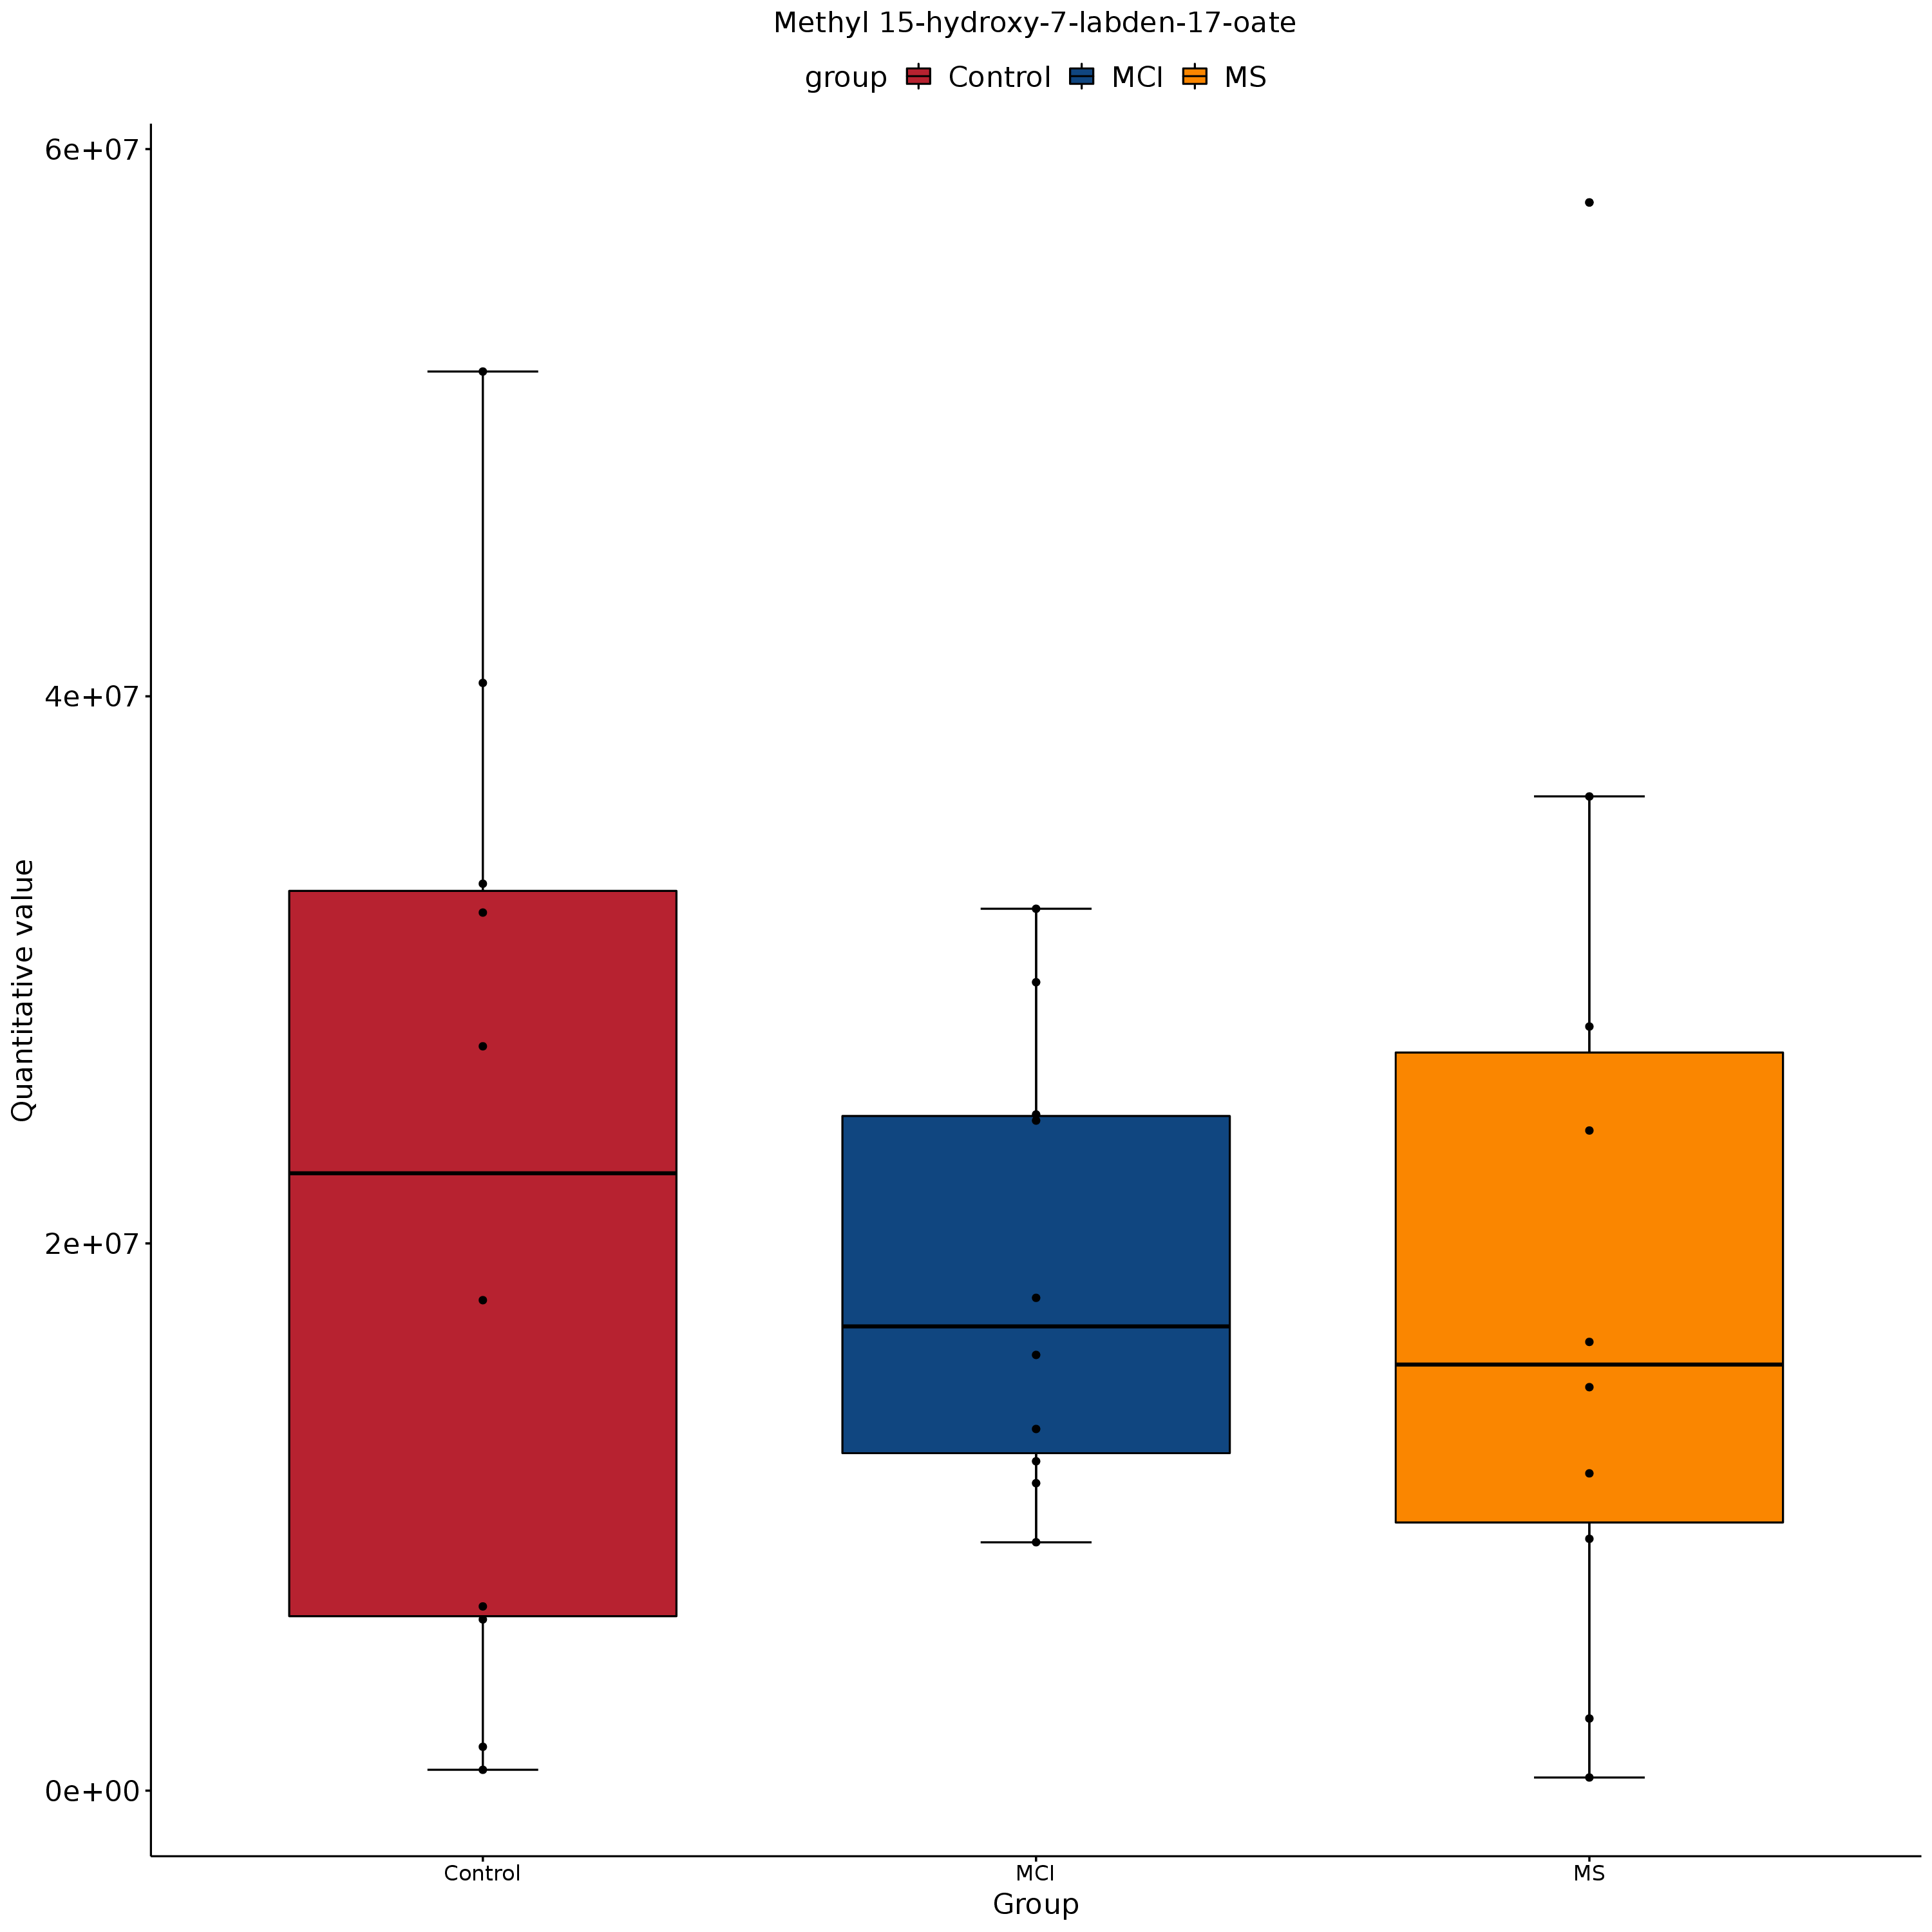 Methyl 15-hydroxy-7-labden-17-oate
group Control MCI MS
6e+07
4e+07
2e+07
0e+00
Quantitative value
Control MCI MS
Group